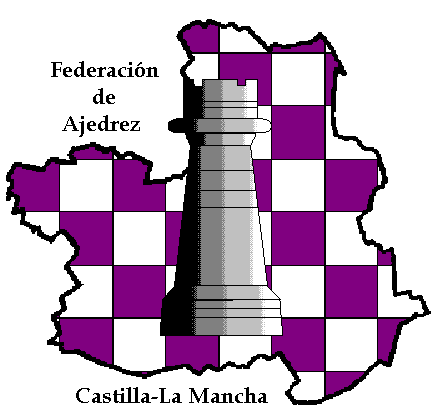 Federación
de
Ajedrez
Castilla-La Mancha